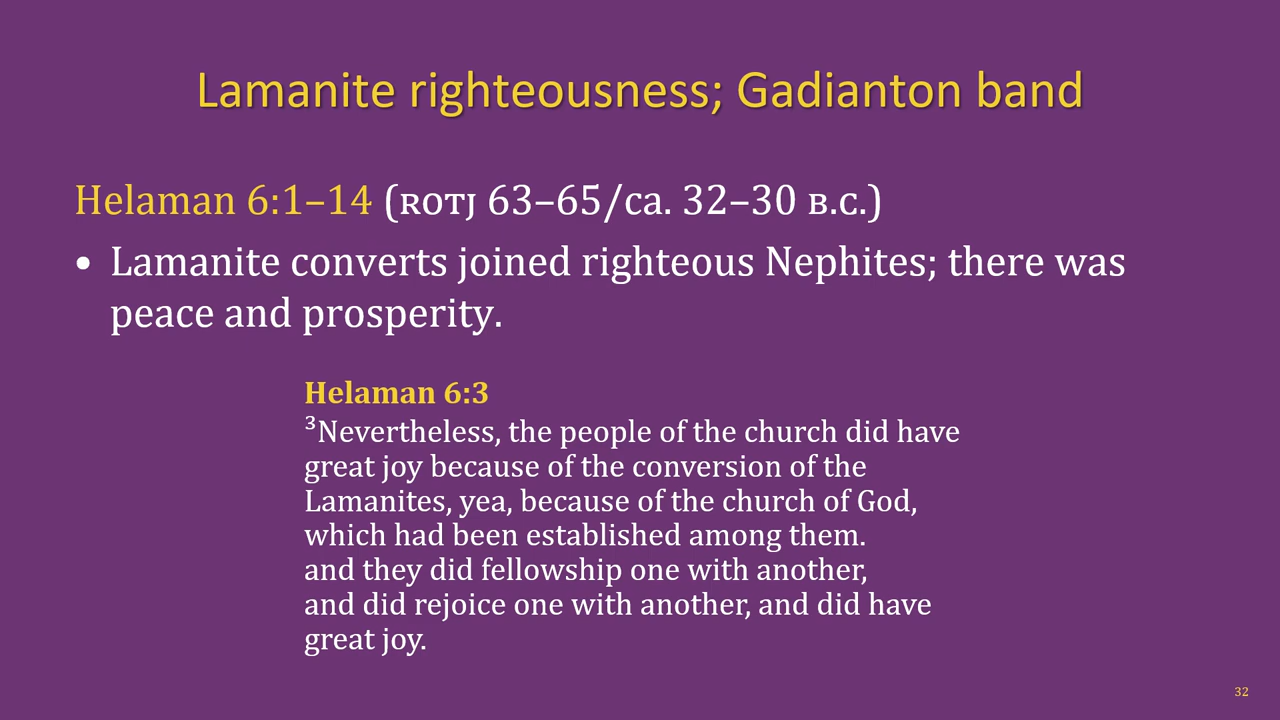 Lamanite righteousness; Gadianton band
Helaman 6:1–14 (ROTJ 63–65/ca. 32–30 B.C.)
• Lamanite converts joined righteous Nephites; there was
peace and prosperity.
Helaman 6:3
³Nevertheless, the people of the church did have
great joy because of the conversion of the
Lamanites, yea, because of the church of God,
which had been established among them.
and they did fellowship one with another,
and did rejoice one with another, and did have
great joy.
32